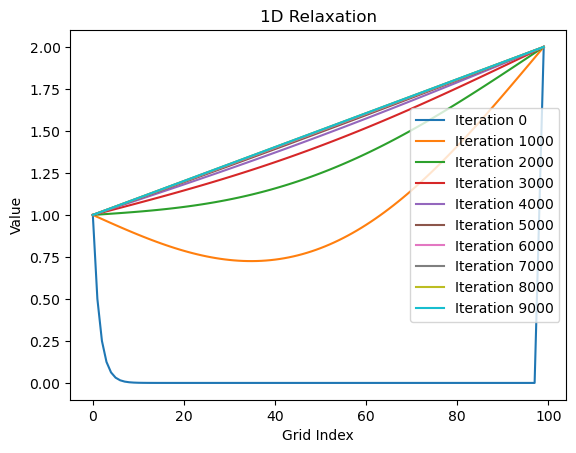 1D Relaxation
2.00
1.75
1.50
1.25
1.00
0.75
0.50
0.25
0.00
Value
Iteration 0
Iteration 1000
Iteration 2000
Iteration 3000
Iteration 4000
Iteration 5000
Iteration 6000
Iteration 7000
Iteration 8000
Iteration 9000
0 20 40 60 80 100
Grid Index